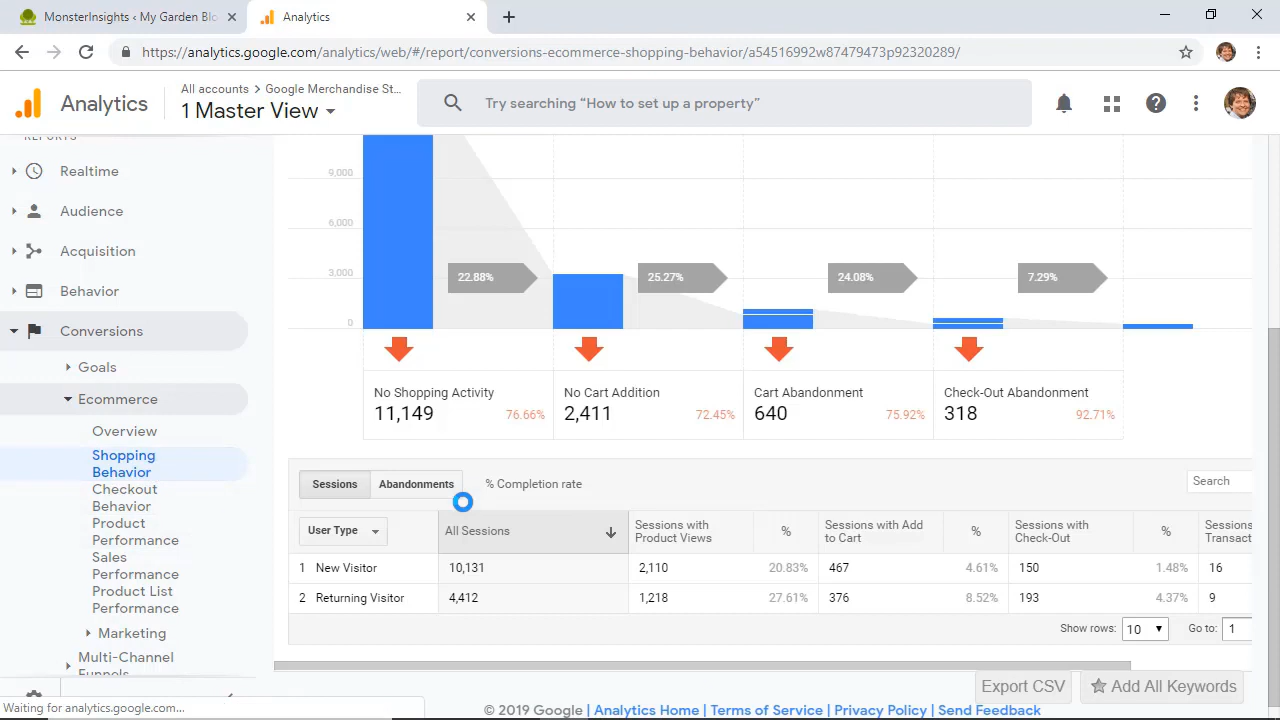 MonsterInsights ‹ My Garden Blo
Analytics
https://analytics.google.com/analytics/web/#/report/conversions-ecommerce-shopping-behavior/a54516992w87479473p92320289/
Analytics
All accounts > Google Merchandise St...
1 Master View
Try searching “How to set up a property”
REPORTS
Realtime
Audience
Acquisition
Behavior
Conversions
Goals
Ecommerce
Overview
Shopping
Behavior
Checkout
Behavior
Product
Performance
Sales
Performance
Product List
Performance
Marketing
Multi-Channel
Funnels
9,000
6,000
3,000
0
22.88%
25.27%
24.08%
7.29%
No Shopping Activity
11,149 76.66%
No Cart Addition
2,411 72.45%
Cart Abandonment
640 75.92%
Check-Out Abandonment
318 92.71%
Sessions Abandonments % Completion rate Search
User Type All Sessions Sessions with Product Views % Sessions with Add to Cart % Sessions with Check-Out % Sessions Transact
1 New Visitor 10,131 2,110 20.83% 467 4.61% 150 1.48% 16
2 Returning Visitor 4,412 1,218 27.61% 376 8.52% 193 4.37% 9
Show rows: 10 Go to: 1
Export CSV Add All Keywords
Waiting for analytics.google.com...
© 2019 Google | Analytics Home | Terms of Service | Privacy Policy | Send Feedback